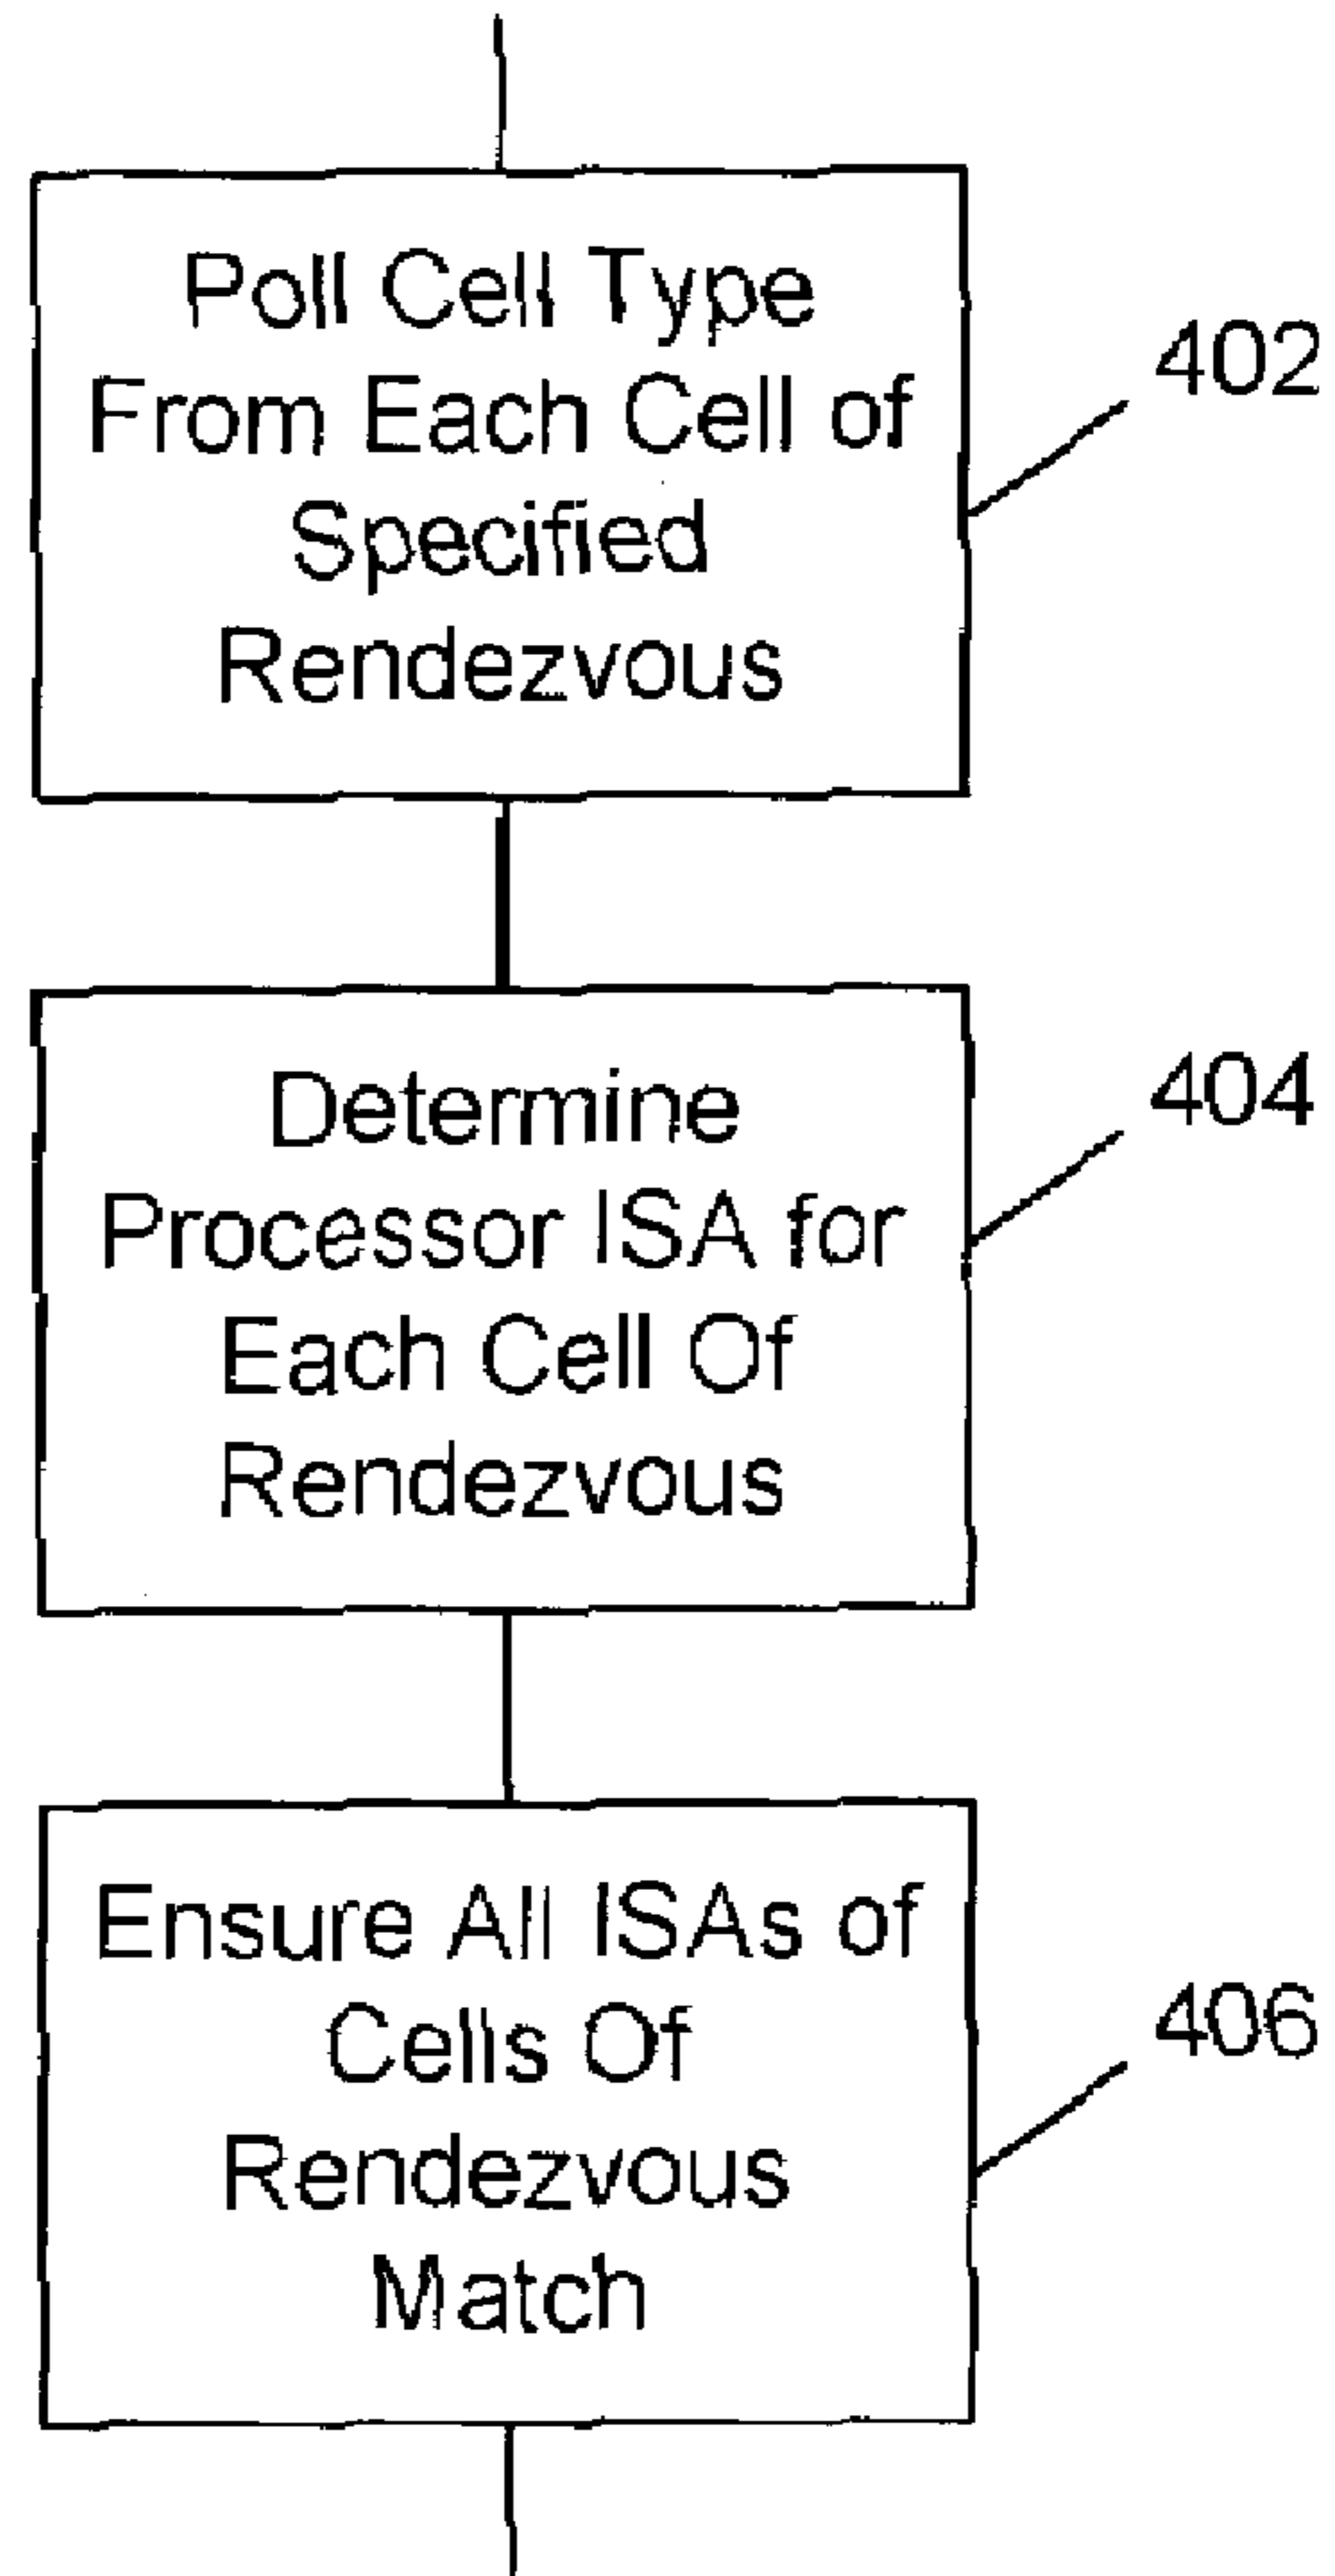 Poll Cell Type
From Each Cell of
Specified
Rendezvous
402
Determine
Processor ISA for
Each Cell Of
Rendezvous
404
Ensure All ISAs of
Cells Of
Rendezvous
Match
406